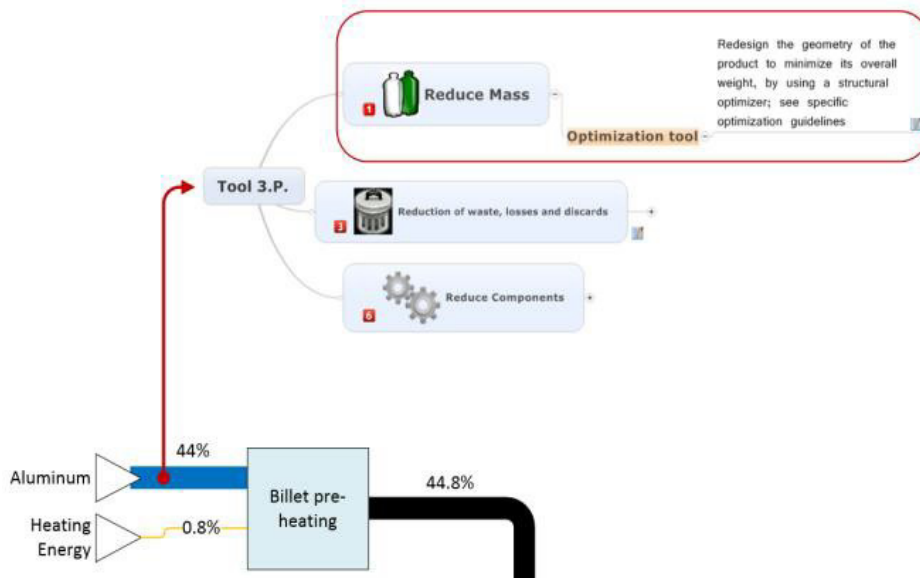 Redesign the geometry of the
product to minimize its overall
weight, by using a structural
optimizer; see specific
optimization guidelines
1
Reduce Mass
Optimization tool
Tool 3.P.
3
Reduction of waste, losses and discards
6
Reduce Components
44%
Aluminum
Billet pre-
heating
44.8%
Heating
Energy
0.8%